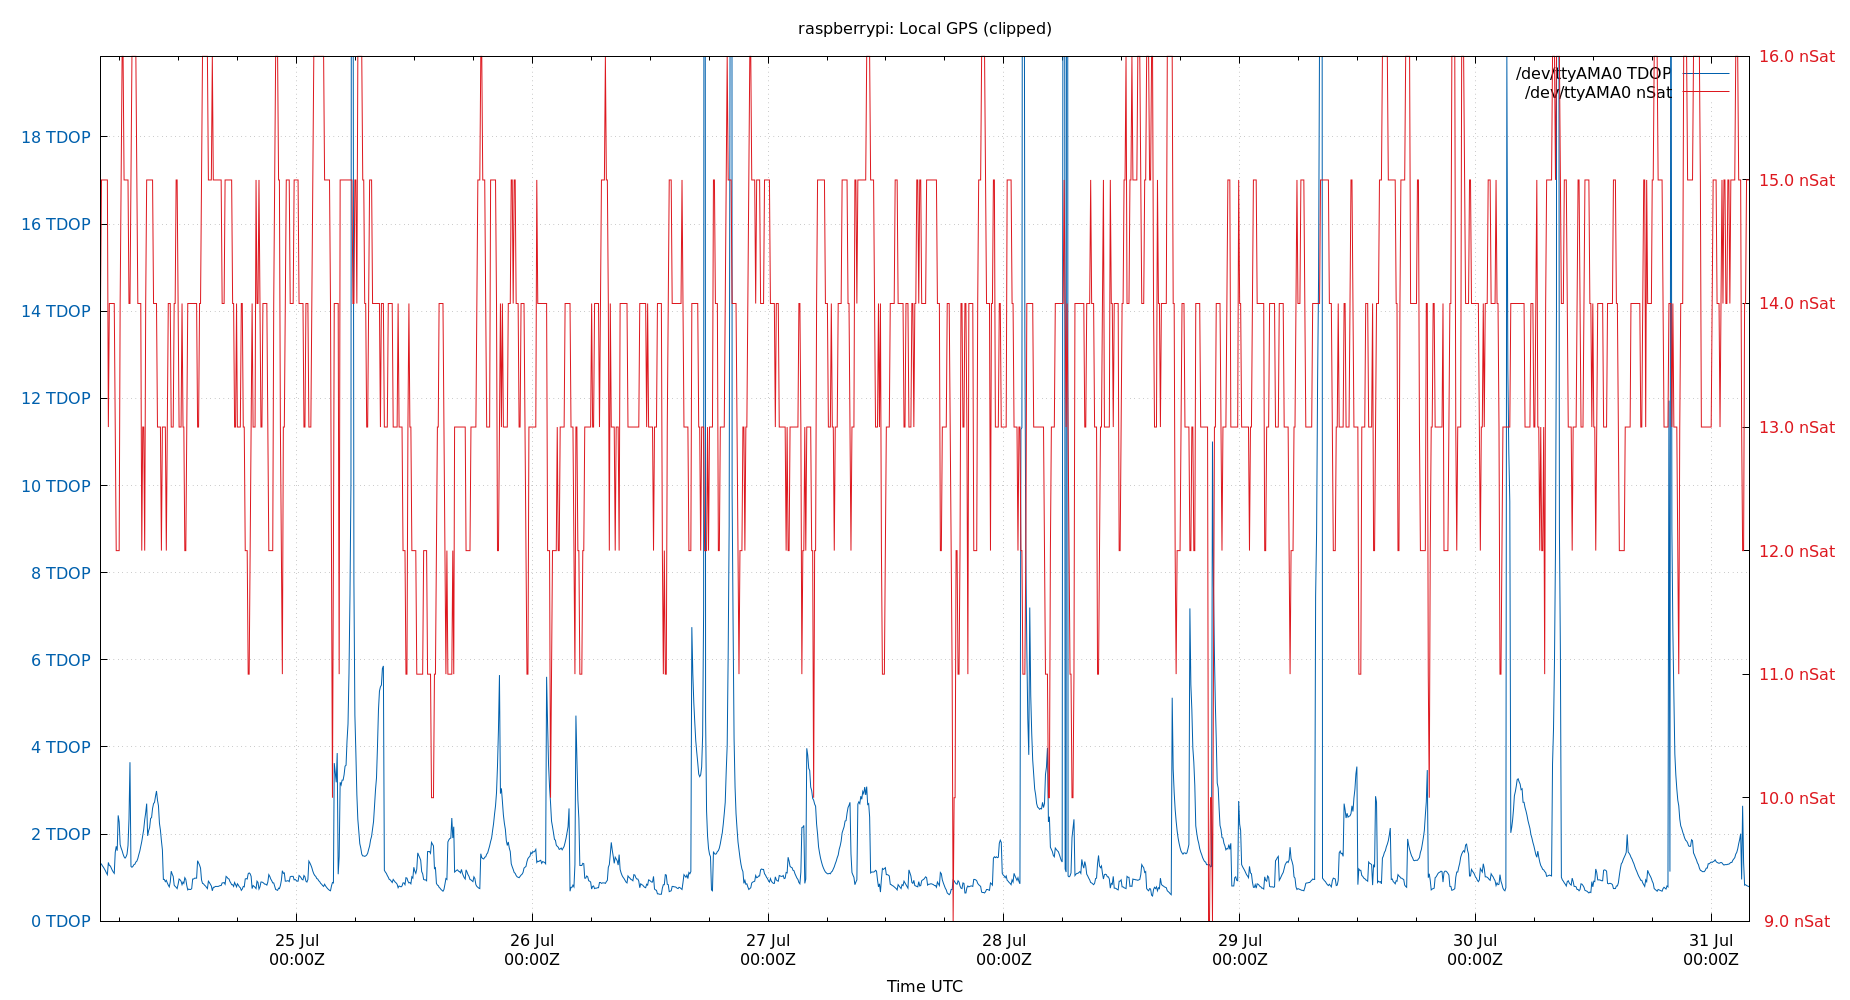 raspberrypi: Local GPS (clipped)
/dev/ttyAMA0 TDOP
/dev/ttyAMA0 nSat
18 TDOP
16 TDOP
14 TDOP
12 TDOP
10 TDOP
8 TDOP
6 TDOP
4 TDOP
2 TDOP
0 TDOP
16.0 nSat
15.0 nSat
14.0 nSat
13.0 nSat
12.0 nSat
11.0 nSat
10.0 nSat
9.0 nSat
25 Jul
00:00Z
26 Jul
00:00Z
27 Jul
00:00Z
28 Jul
00:00Z
29 Jul
00:00Z
30 Jul
00:00Z
31 Jul
00:00Z
Time UTC